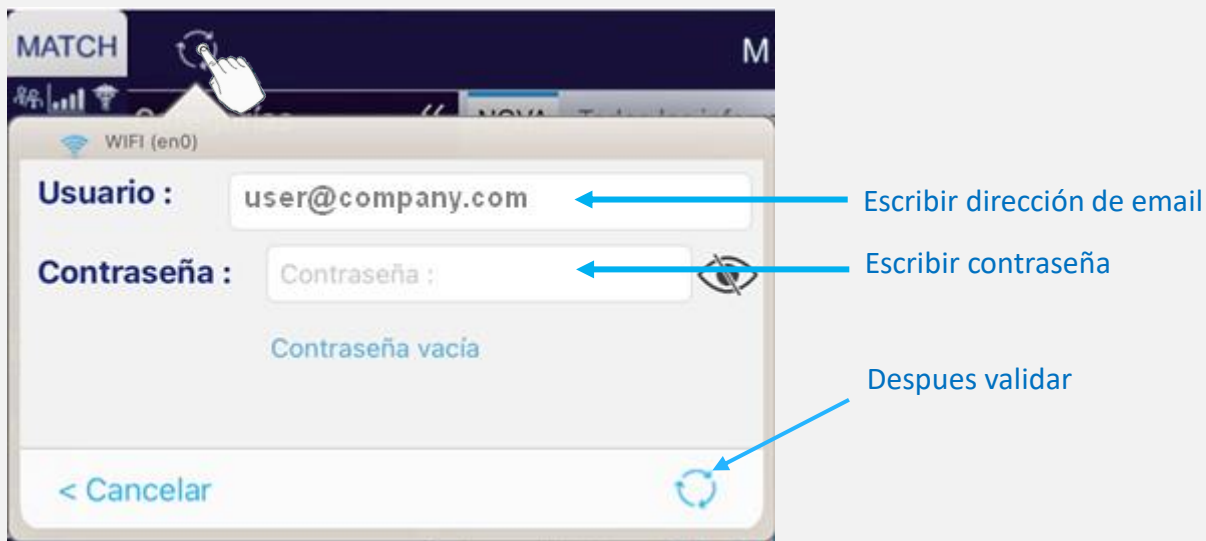 MATCH
M
NOVA
WIFI (en0)
Usuario :
user@company.com
Escribir dirección de email
Contraseña :
Contraseña :
Escribir contraseña
Contraseña vacía
Despues validar
< Cancelar